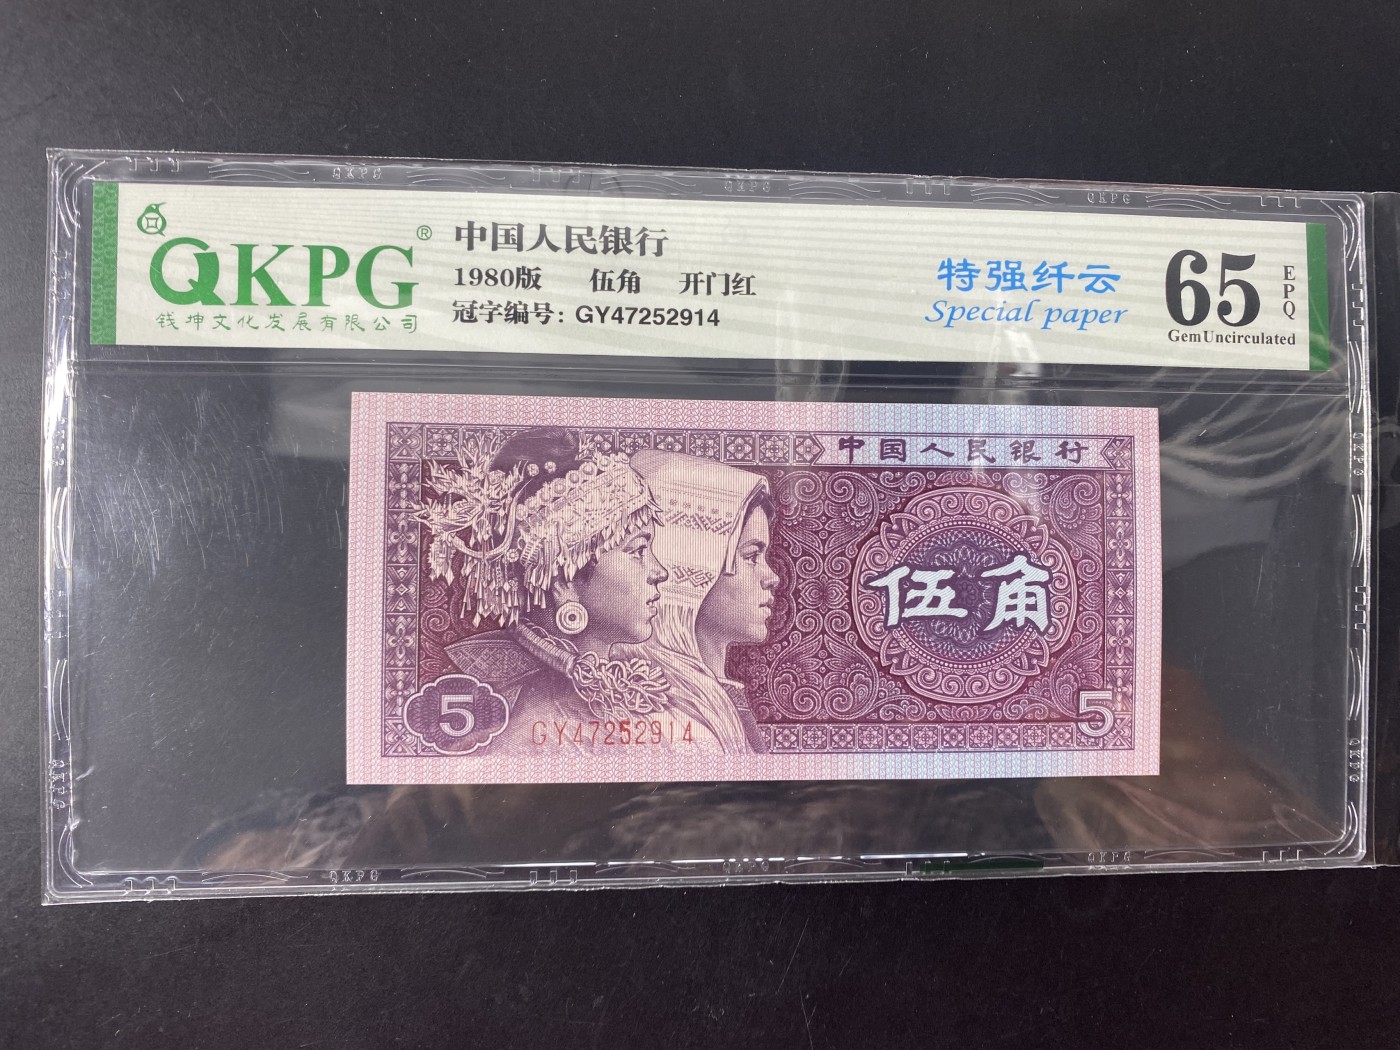 QKPG®
钱坤文化发展有限公司
中国人民银行
1980版 伍角 开门红
冠字编号: GY47252914
特强纤云
Special paper
65
EPQ
GemUncirculated
中国人民银行
伍角
5
GY47252914
5